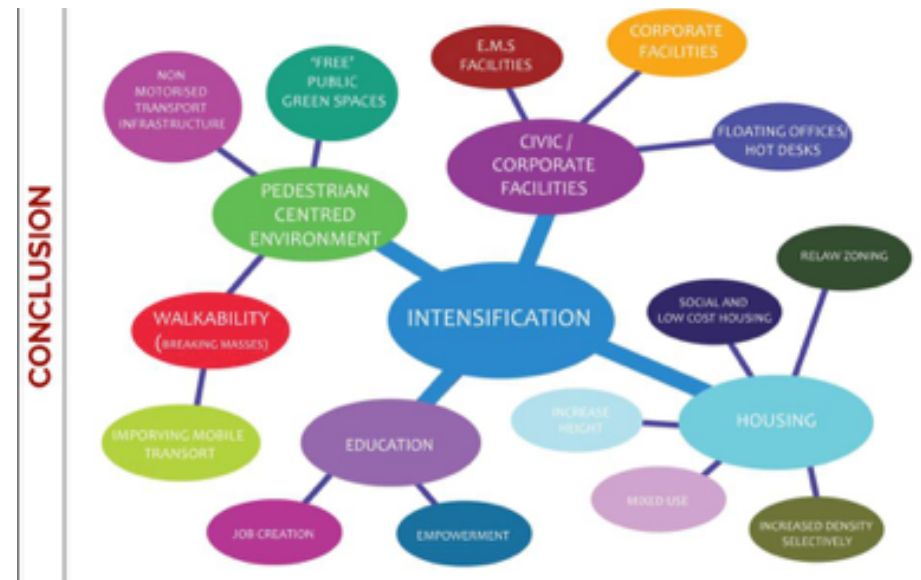 CONCLUSION
NON
MOTORISED
TRANSPORT
INFRASTRUCTURE
"FREE"
PUBLIC
GREEN SPACES
E.M.S
FACILITIES
CORPORATE
FACILITIES
CIVIC /
CORPORATE
FACILITIES
FLOATING OFFICES/
HOT DESKS
PEDESTRIAN
CENTRED
ENVIRONMENT
RELAW ZONING
WALKABILITY
(BREAKING MASSES)
INTENSIFICATION
SOCIAL AND
LOW COST HOUSING
IMPORVING MOBILE
TRANSORT
EDUCATION
INCREASE
HEIGHT
HOUSING
JOB CREATION
EMPOWERMENT
MIXED USE
INCREASED DENSITY
SELECTIVELY